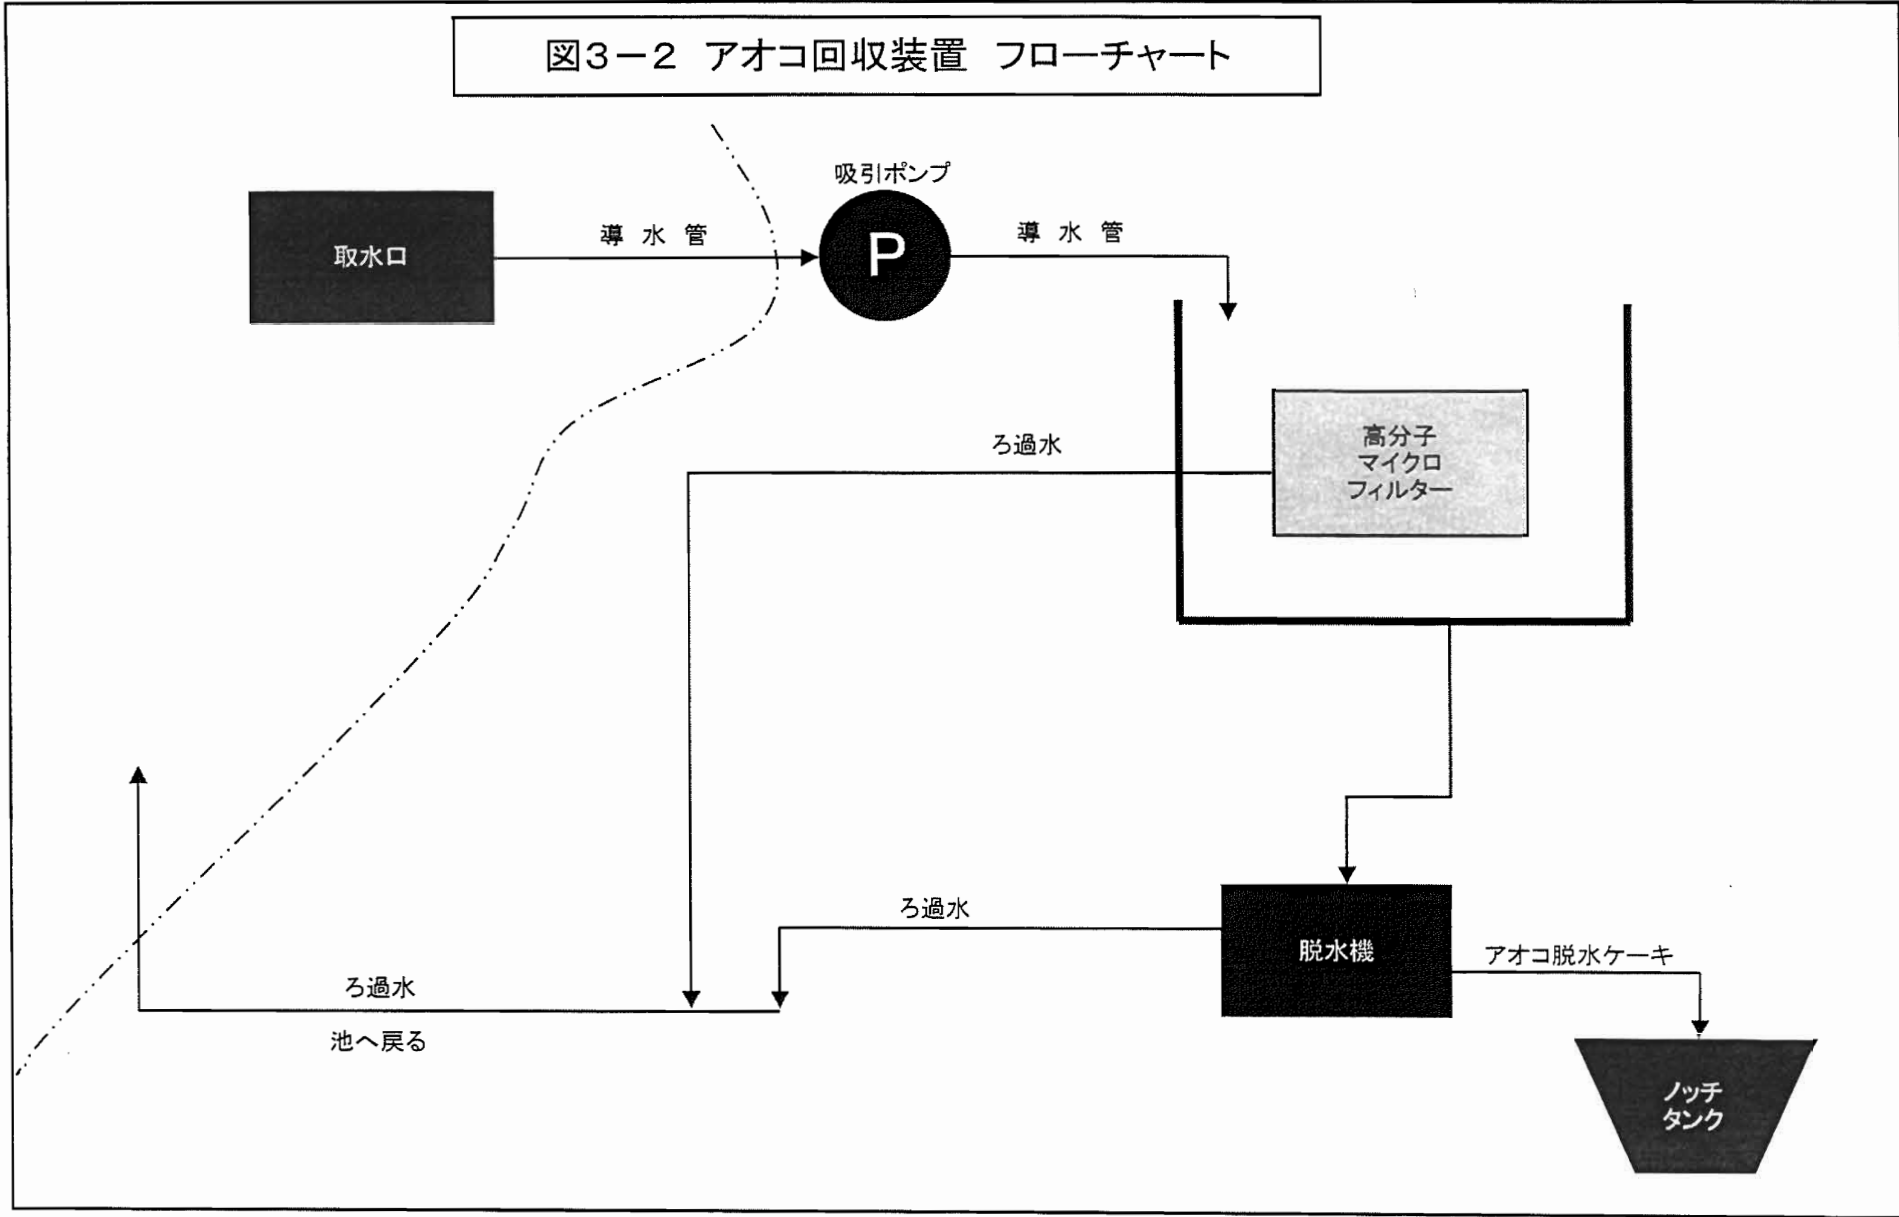 図3－2 アオコ回収装置 フローチャート
吸引ポンプ
取水口
導 水 管
P
導 水 管
高分子
マイクロ
フィルター
ろ過水
ろ過水
脱水機
アオコ脱水ケーキ
ろ過水
池へ戻る
ノッチ
タンク